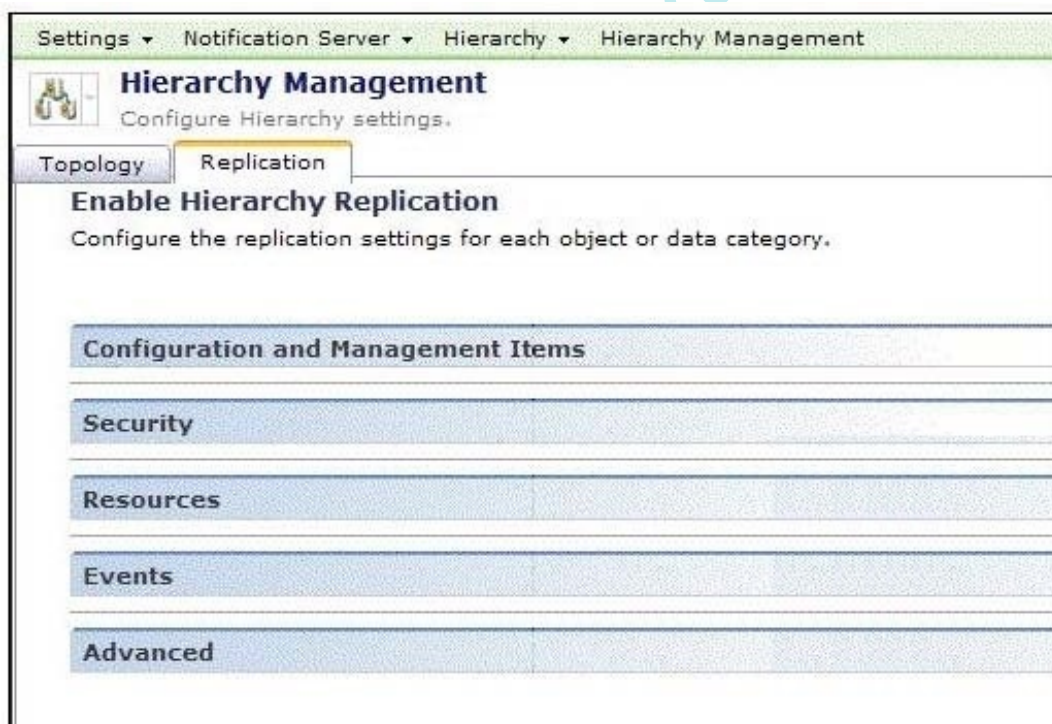 Settings Notification Server Hierarchy Hierarchy Management
Hierarchy Management
Configure Hierarchy settings.
Topology Replication
Enable Hierarchy Replication
Configure the replication settings for each object or data category.
Configuration and Management Items
Security
Resources
Events
Advanced